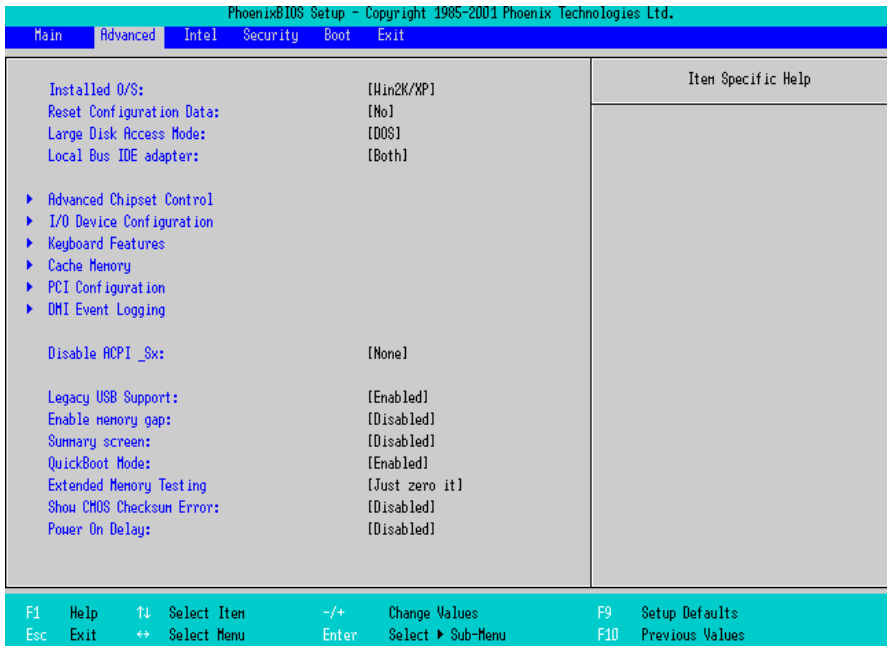 PhoenixBIOS Setup - Copyright 1985-2001 Phoenix Technologies Ltd.
Main Advanced Intel Security Boot Exit
Item Specific Help
Installed O/S: [Win2K/XP]
Reset Configuration Data: [No]
Large Disk Access Mode: [DOS]
Local Bus IDE adapter: [Both]
Advanced Chipset Control
I/O Device Configuration
Keyboard Features
Cache Memory
PCI Configuration
DMI Event Logging
Disable ACPI _Sx: [None]
Legacy USB Support: [Enabled]
Enable memory gap: [Disabled]
Summary screen: [Disabled]
QuickBoot Mode: [Enabled]
Extended Memory Testing [Just zero it]
Show CMOS Checksum Error: [Disabled]
Power On Delay: [Disabled]
F1 Help ↑↓ Select Item -/+ Change Values F9 Setup Defaults
Esc Exit ↔ Select Menu Enter Select ▶ Sub-Menu F10 Previous Values